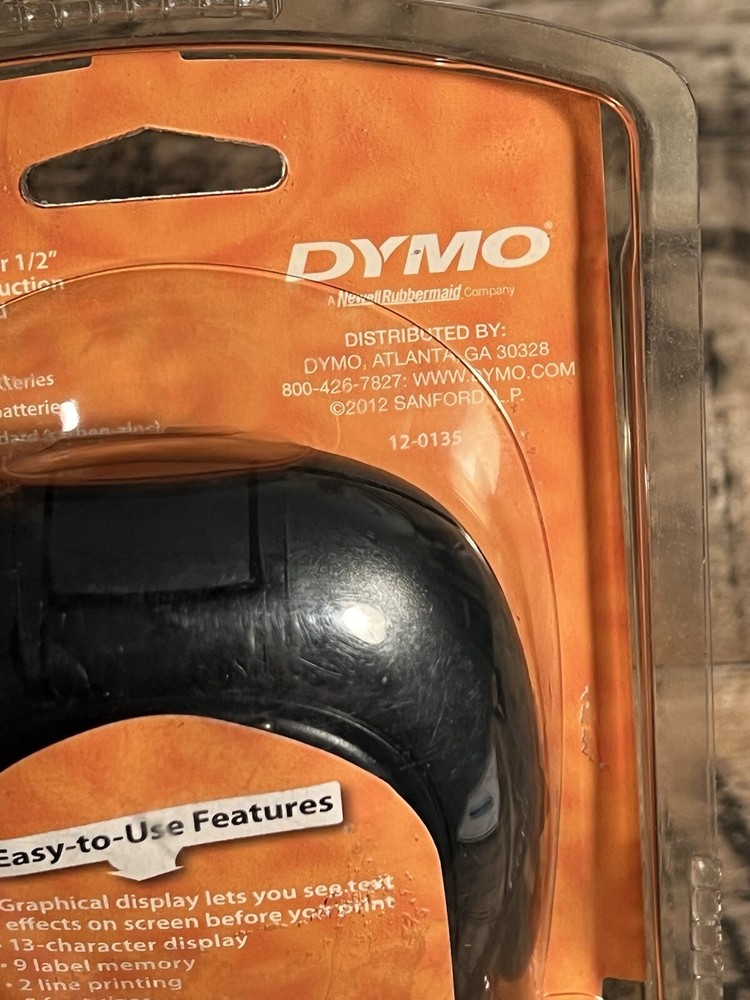 r 1/2"
uction
DYMO®
A Newell Rubbermaid Company
DISTRIBUTED BY:
DYMO, ATLANTA, GA 30328
800-426-7827: WWW.DYMO.COM
©2012 SANFORD, L.P.
12-0135
tteries
batteries
Easy-to-Use Features
Graphical display lets you see text
effects on screen before you print
· 13-character display
· 9 label memory
· 2 line printing